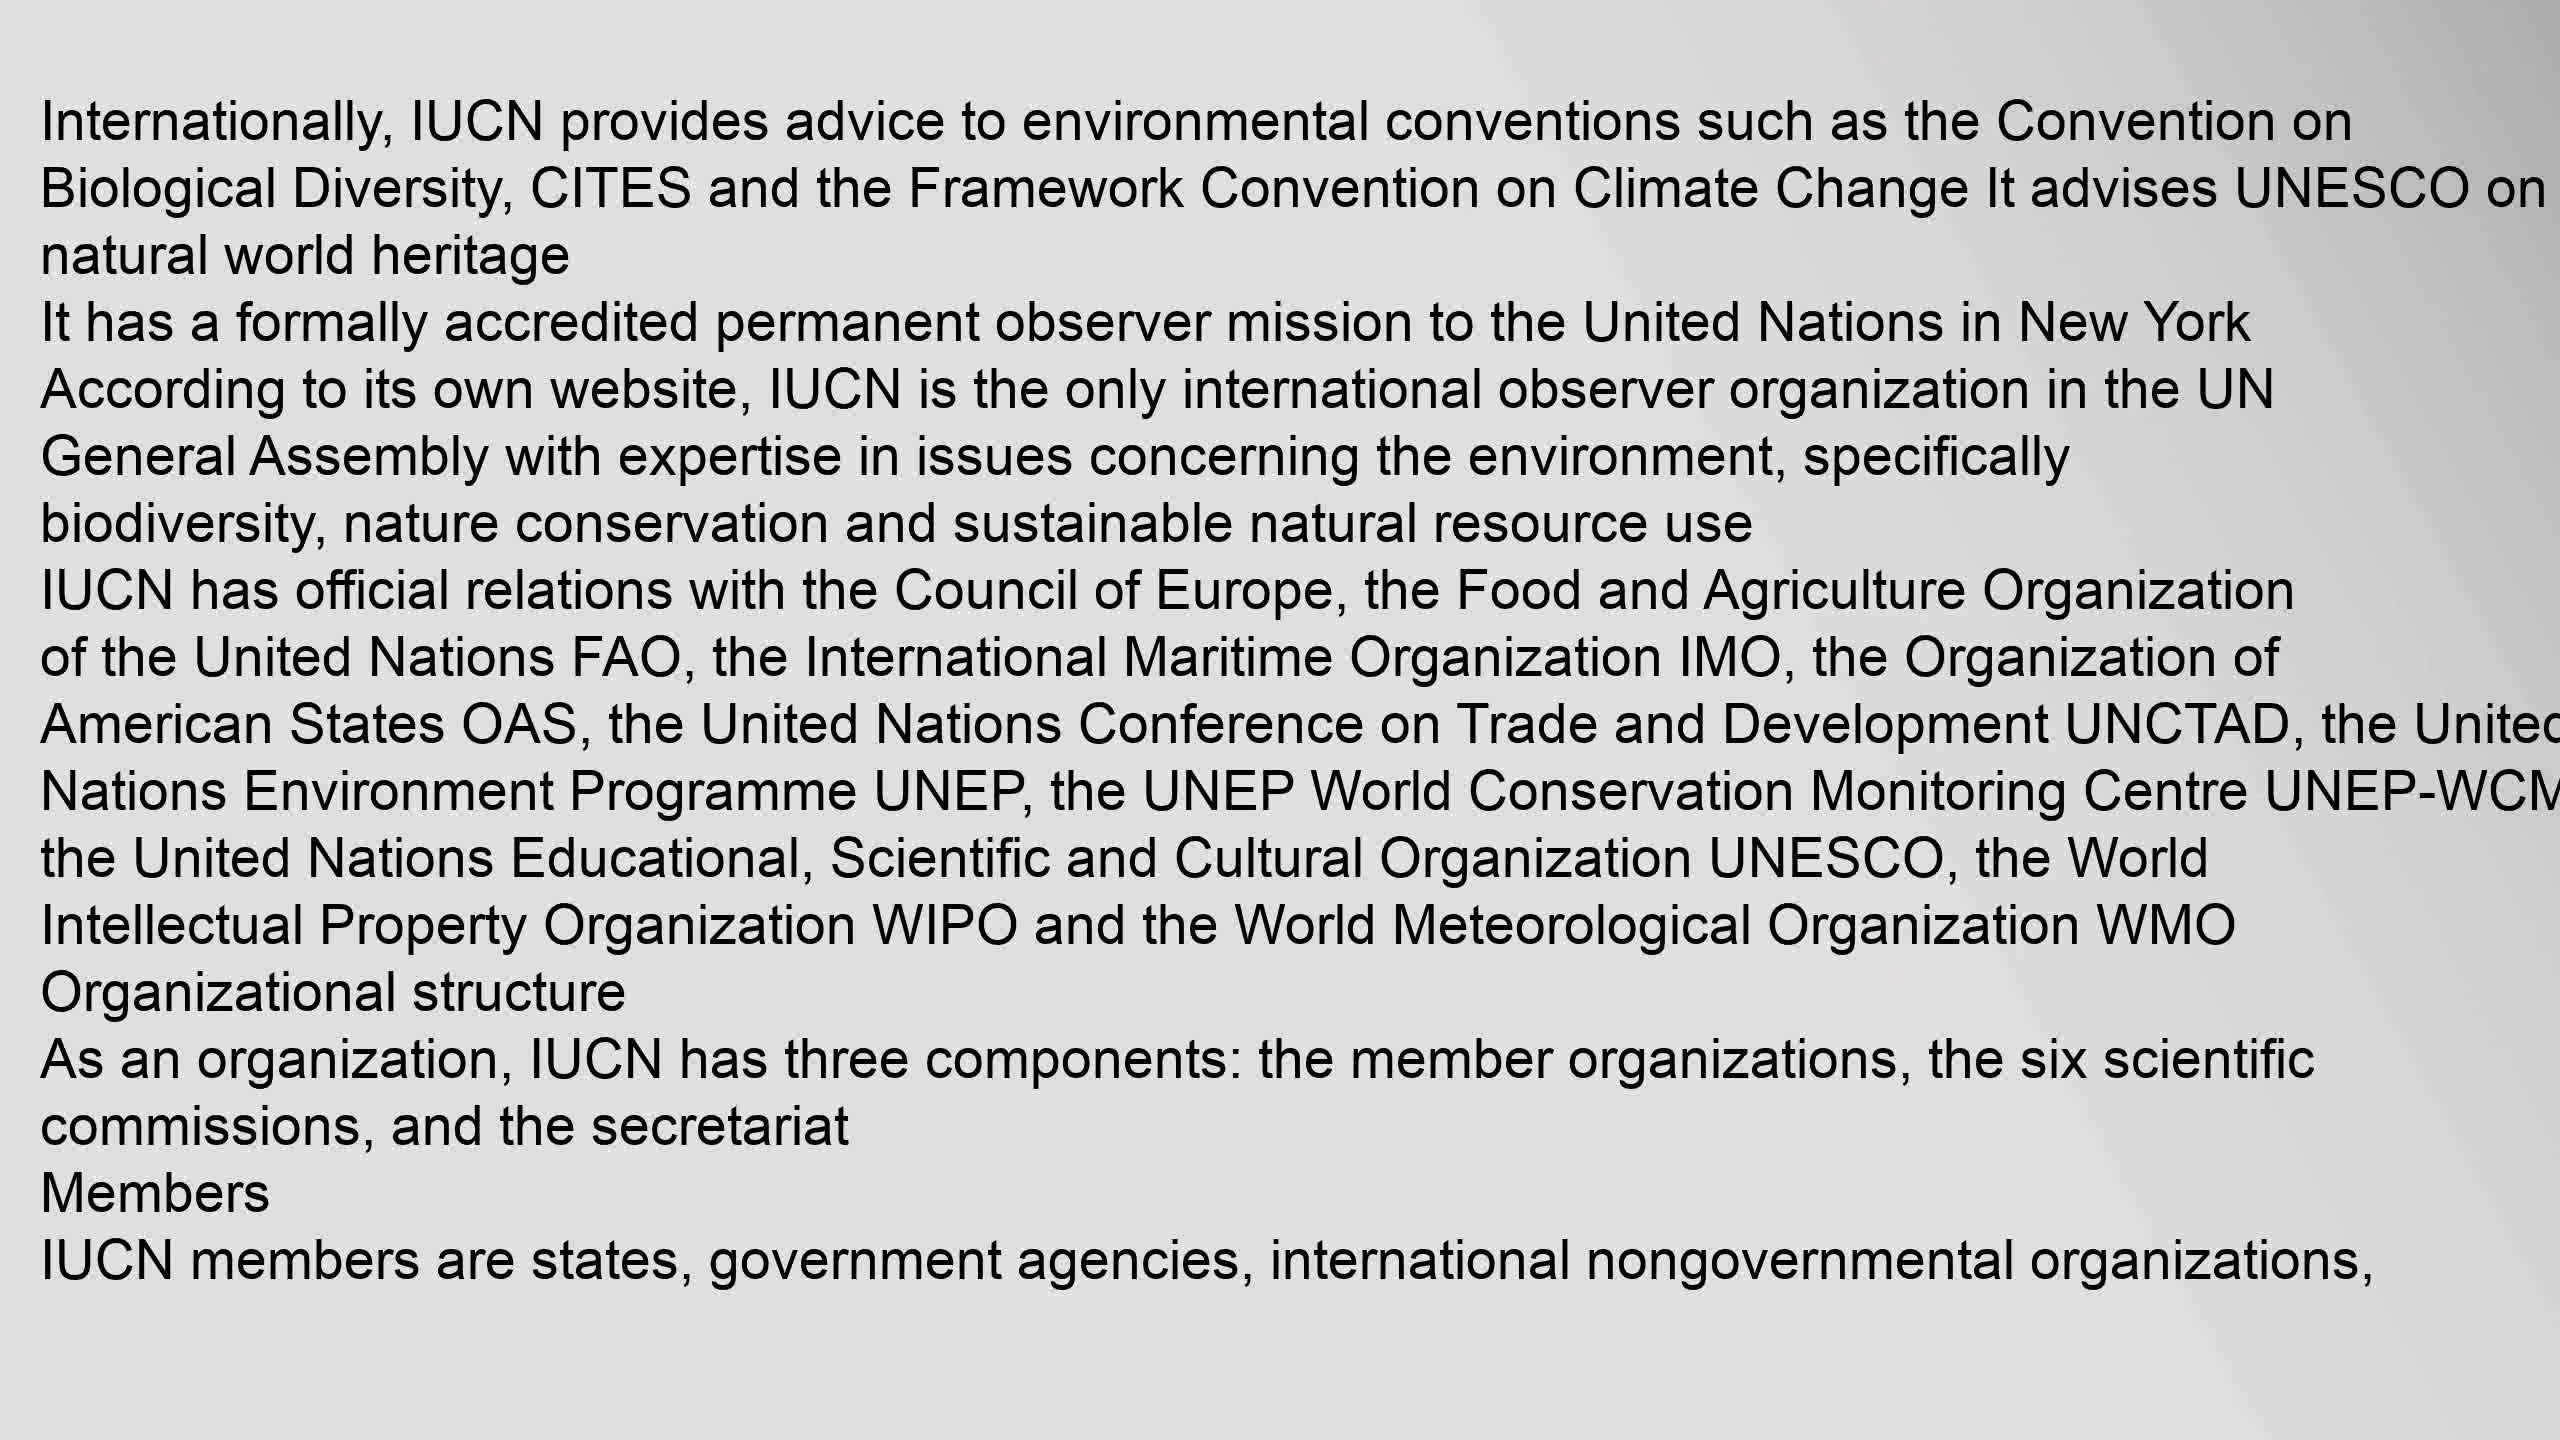 Internationally, IUCN provides advice to environmental conventions such as the Convention on
Biological Diversity, CITES and the Framework Convention on Climate Change It advises UNESCO on
natural world heritage
It has a formally accredited permanent observer mission to the United Nations in New York
According to its own website, IUCN is the only international observer organization in the UN
General Assembly with expertise in issues concerning the environment, specifically
biodiversity, nature conservation and sustainable natural resource use
IUCN has official relations with the Council of Europe, the Food and Agriculture Organization
of the United Nations FAO, the International Maritime Organization IMO, the Organization of
American States OAS, the United Nations Conference on Trade and Development UNCTAD, the United
Nations Environment Programme UNEP, the UNEP World Conservation Monitoring Centre UNEP-WCM
the United Nations Educational, Scientific and Cultural Organization UNESCO, the World
Intellectual Property Organization WIPO and the World Meteorological Organization WMO
Organizational structure
As an organization, IUCN has three components: the member organizations, the six scientific
commissions, and the secretariat
Members
IUCN members are states, government agencies, international nongovernmental organizations,